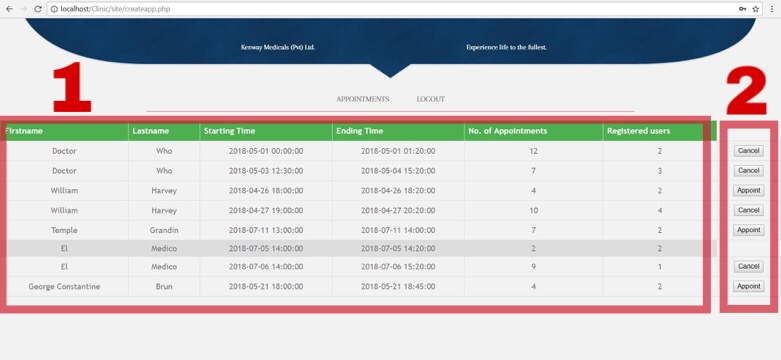 localhost/Clinic/site/createapp.php
Kenway Medicals (Pvt) Ltd. Experience life to the fullest.
1 2
APPOINTMENTS LOGOUT
Firstname Lastname Starting Time Ending Time No. of Appointments Registered users
Doctor Who 2018-05-01 00:00:00 2018-05-01 01:20:00 12 2 Cancel
Doctor Who 2018-05-03 12:30:00 2018-05-04 15:20:00 7 3 Cancel
William Harvey 2018-04-26 18:00:00 2018-04-26 18:20:00 4 2 Appoint
William Harvey 2018-04-27 19:00:00 2018-04-27 20:20:00 10 4 Cancel
Temple Grandin 2018-07-11 13:00:00 2018-07-11 14:00:00 7 2 Appoint
El Medico 2018-07-05 14:00:00 2018-07-05 14:20:00 2 2
El Medico 2018-07-06 14:00:00 2018-07-06 15:20:00 9 1 Cancel
George Constantine Brun 2018-05-21 18:00:00 2018-05-21 18:45:00 4 2 Appoint